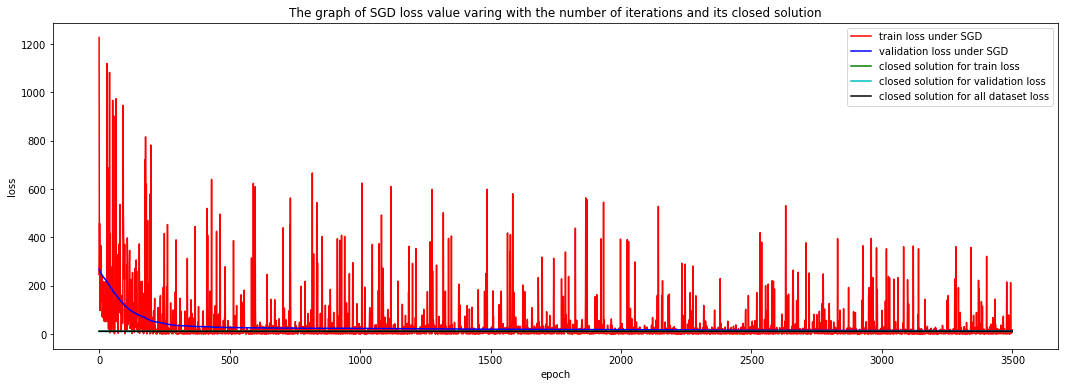 The graph of SGD loss value varing with the number of iterations and its closed solution
train loss under SGD
validation loss under SGD
closed solution for train loss
closed solution for validation loss
closed solution for all dataset loss
loss
1200
1000
800
600
400
200
0
0 500 1000 1500 2000 2500 3000 3500
epoch